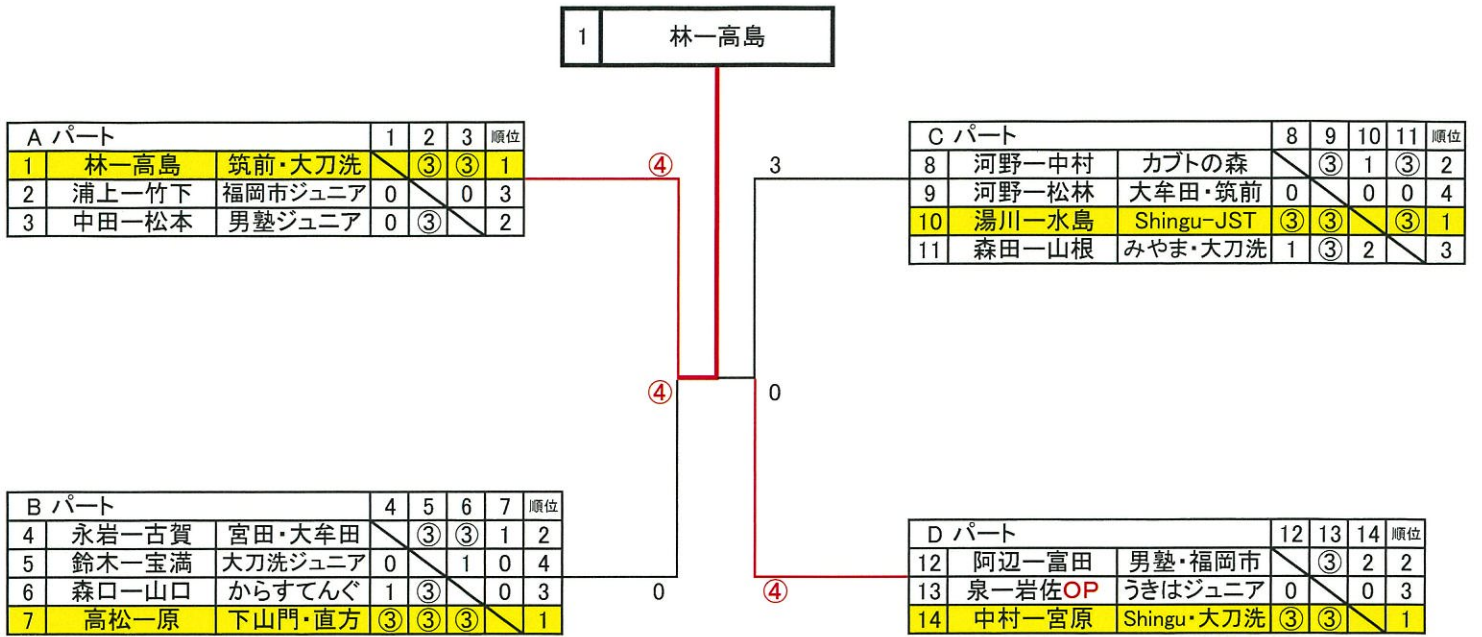 1 林ー高島
A パート 1 2 3 順位
1 林ー高島 筑前・大刀洗 ③ ③ 1
2 浦上ー竹下 福岡市ジュニア 0 0 3
3 中田ー松本 男塾ジュニア 0 ③ 2
C パート 8 9 10 11 順位
8 河野ー中村 カブトの森 ③ 1 ③ 2
9 河野ー松林 大牟田・筑前 0 0 0 4
10 湯川ー水島 Shingu-JST ③ ③ ③ 1
11 森田ー山根 みやま・大刀洗 1 ③ 2 3
④ 3
④ 0
B パート 4 5 6 7 順位
4 永岩ー古賀 宮田・大牟田 ③ ③ 1 2
5 鈴木ー宝満 大刀洗ジュニア 0 1 0 4
6 森口ー山口 からすてんぐ 1 ③ 0 3
7 高松ー原 下山門・直方 ③ ③ ③ 1
0 ④
D パート 12 13 14 順位
12 阿辺ー富田 男塾・福岡市 ③ 2 2
13 泉ー岩佐OP うきはジュニア 0 0 3
14 中村ー宮原 Shingu・大刀洗 ③ ③ 1